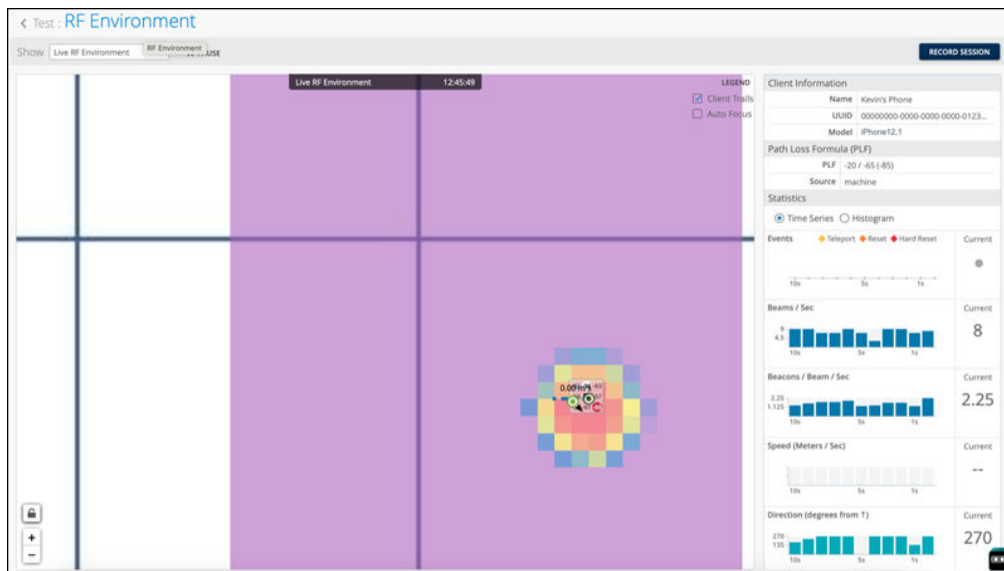 < Test : RF Environment
Show Live RF Environment RF Environment
RECORD SESSION
Live RF Environment 12:45:49
LEGEND
Client Trails
Auto Focus
0.00 m/s
+
−
Client Information
Name Kevin's Phone
UUID 00000000-0000-0000-0000-0123...
Model iPhone12,1
Path Loss Formula (PLF)
PLF -20 / -65 (-85)
Source machine
Statistics
Time Series Histogram
Events Teleport Reset Hard Reset Current
10s 5s 1s
Beams / Sec Current
9
4.5
8
10s 5s 1s
Beacons / Beam / Sec Current
2.25
1.125
2.25
10s 5s 1s
Speed (Meters / Sec) Current
--
10s 5s 1s
Direction (degrees from ↑) Current
270
135
270
10s 5s 1s